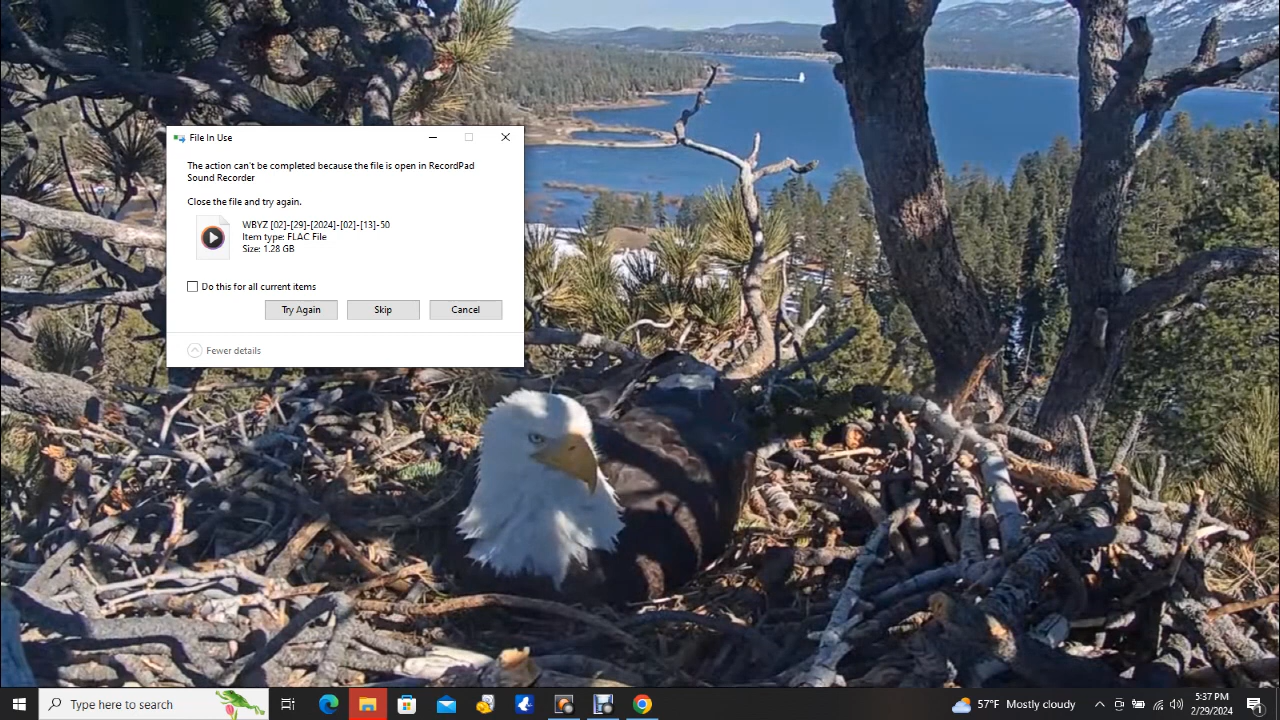 File In Use
The action can't be completed because the file is open in RecordPad
Sound Recorder
Close the file and try again.
WBYZ [02]-[29]-[2024]-[02]-[13]-50
Item type: FLAC File
Size: 1.28 GB
Do this for all current items
Try Again
Skip
Cancel
Fewer details
Type here to search
57°F Mostly cloudy
5:37 PM
2/29/2024
1